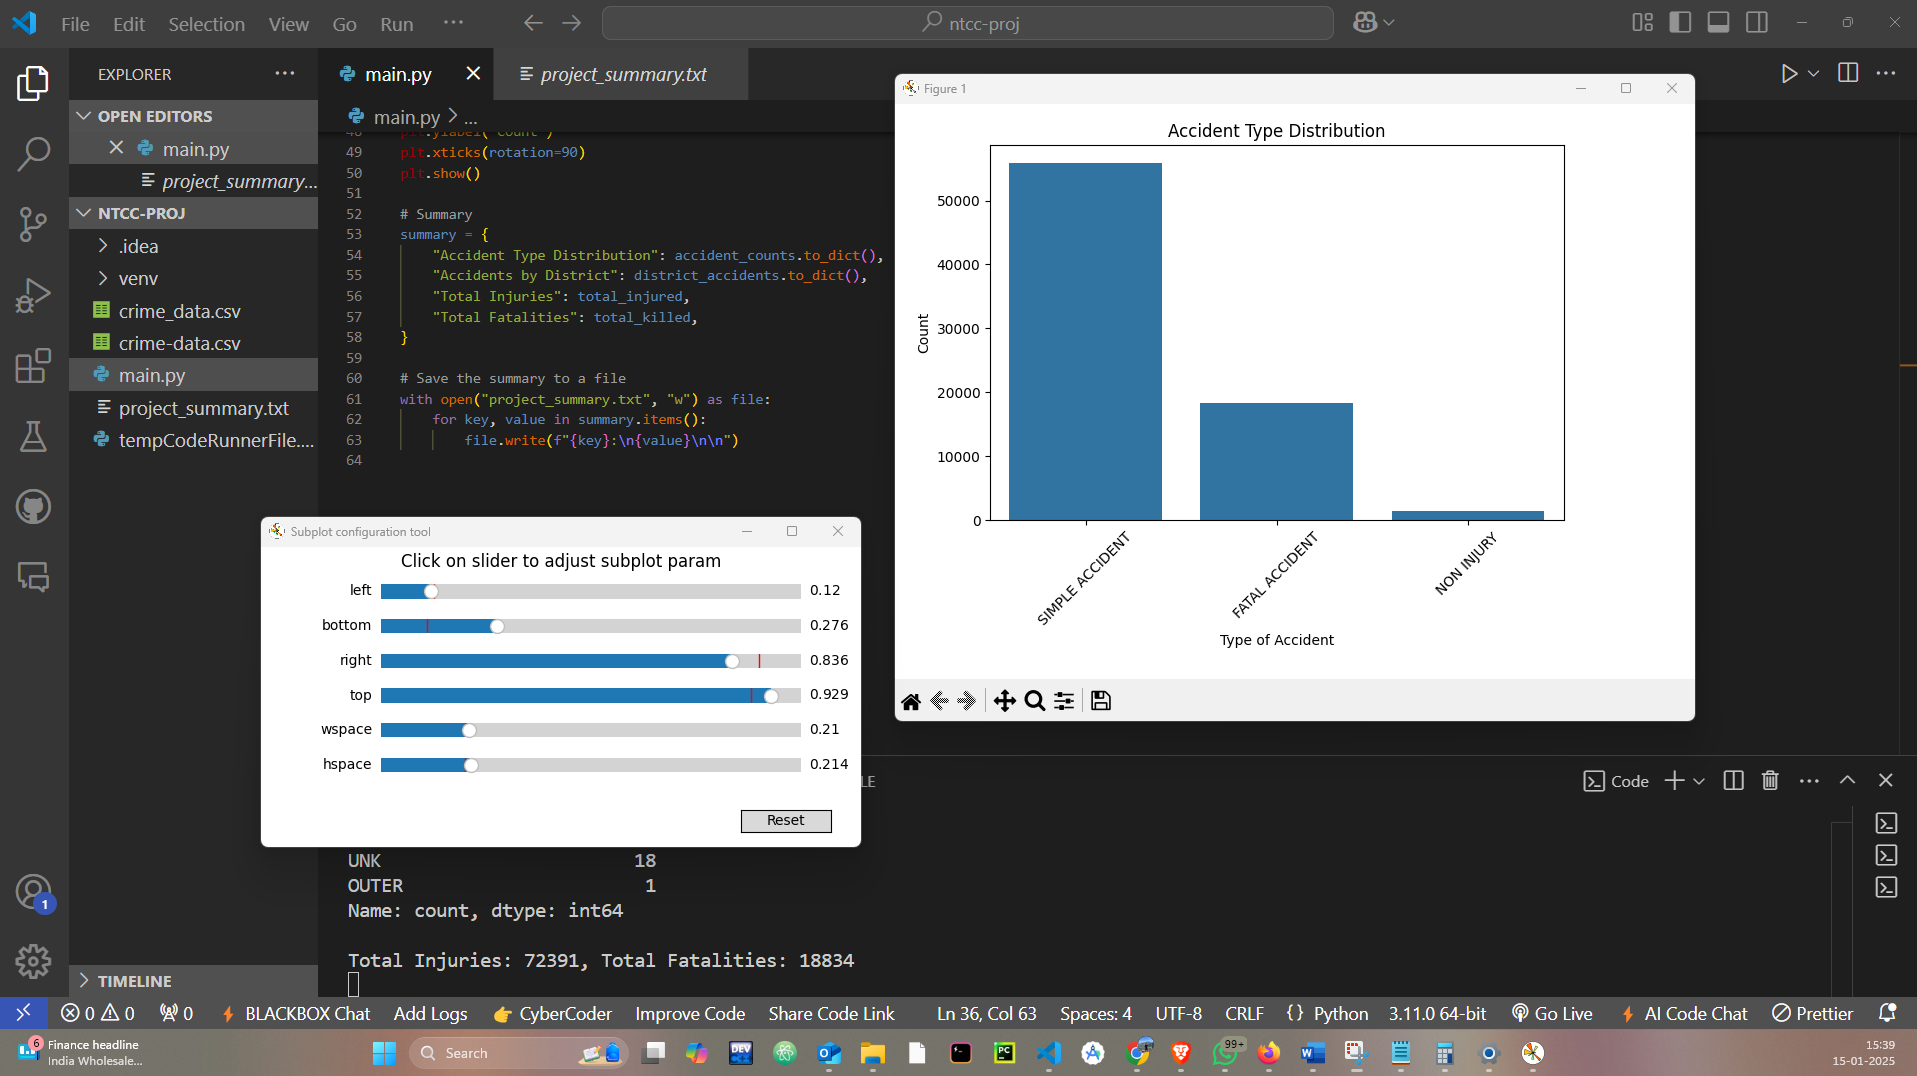 File Edit Selection View Go Run ··· ntcc-proj
EXPLORER
OPEN EDITORS
main.py
project_summary...
NTCC-PROJ
.idea
venv
crime_data.csv
crime-data.csv
main.py
project_summary.txt
tempCodeRunnerFile....
TIMELINE
main.py project_summary.txt
main.py > ...
48 plt.ylabel("Count")
49 plt.xticks(rotation=90)
50 plt.show()
51
52 # Summary
53 summary = {
54 "Accident Type Distribution": accident_counts.to_dict(),
55 "Accidents by District": district_accidents.to_dict(),
56 "Total Injuries": total_injured,
57 "Total Fatalities": total_killed,
58 }
59
60 # Save the summary to a file
61 with open("project_summary.txt", "w") as file:
62 for key, value in summary.items():
63 file.write(f"{key}:\n{value}\n\n")
64
Figure 1
Accident Type Distribution
50000
40000
30000
20000
10000
0
Count
SIMPLE ACCIDENT
FATAL ACCIDENT
NON INJURY
Type of Accident
Subplot configuration tool
Click on slider to adjust subplot param
left 0.12
bottom 0.276
right 0.836
top 0.929
wspace 0.21
hspace 0.214
Reset
LE
Code
UNK 18
OUTER 1
Name: count, dtype: int64
Total Injuries: 72391, Total Fatalities: 18834
1
0 0 0 BLACKBOX Chat Add Logs CyberCoder Improve Code Share Code Link Ln 36, Col 63 Spaces: 4 UTF-8 CRLF {} Python 3.11.0 64-bit Go Live AI Code Chat Prettier
6
Finance headline
India Wholesale...
Search
DEV
PC
99+
15:39
15-01-2025